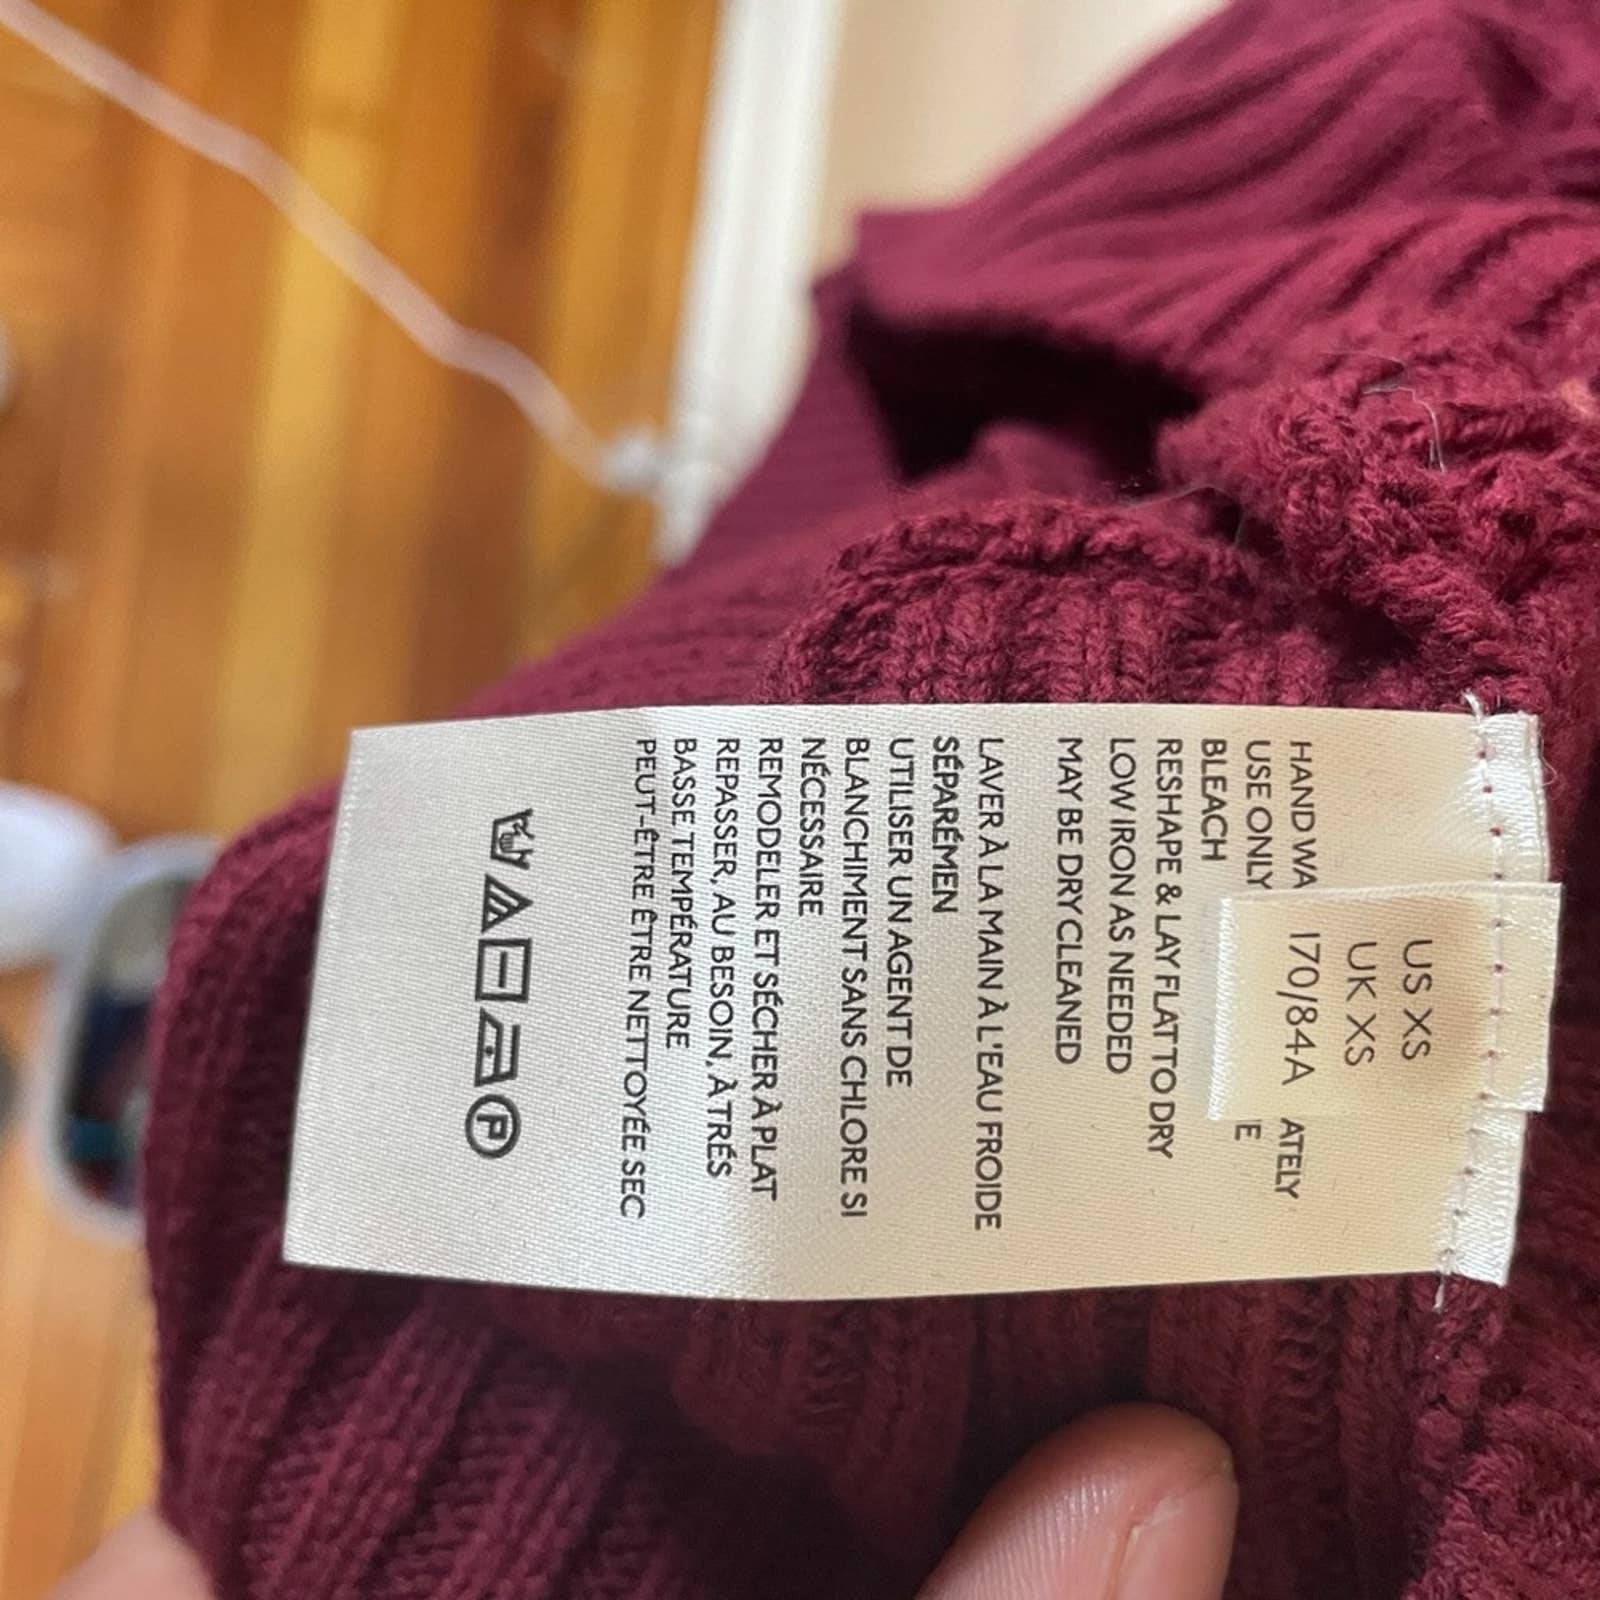 US XS
UK XS
170/84A
HAND WA ATELY
USE ONLY E
BLEACH
RESHAPE & LAY FLAT TO DRY
LOW IRON AS NEEDED
MAY BE DRYCLEANED
LAVER À LA MAIN À L'EAU FROIDE
SÉPARÉMEN
UTILISER UN AGENT DE
BLANCHIMENT SANS CHLORE SI
NÉCESSAIRE
REMODELER ET SÉCHER À PLAT
REPASSER, AU BESOIN, À TRÉS
BASSE TEMPÉRATURE
PEUT-ÊTRE ÊTRE NETTOYÉE SEC
P